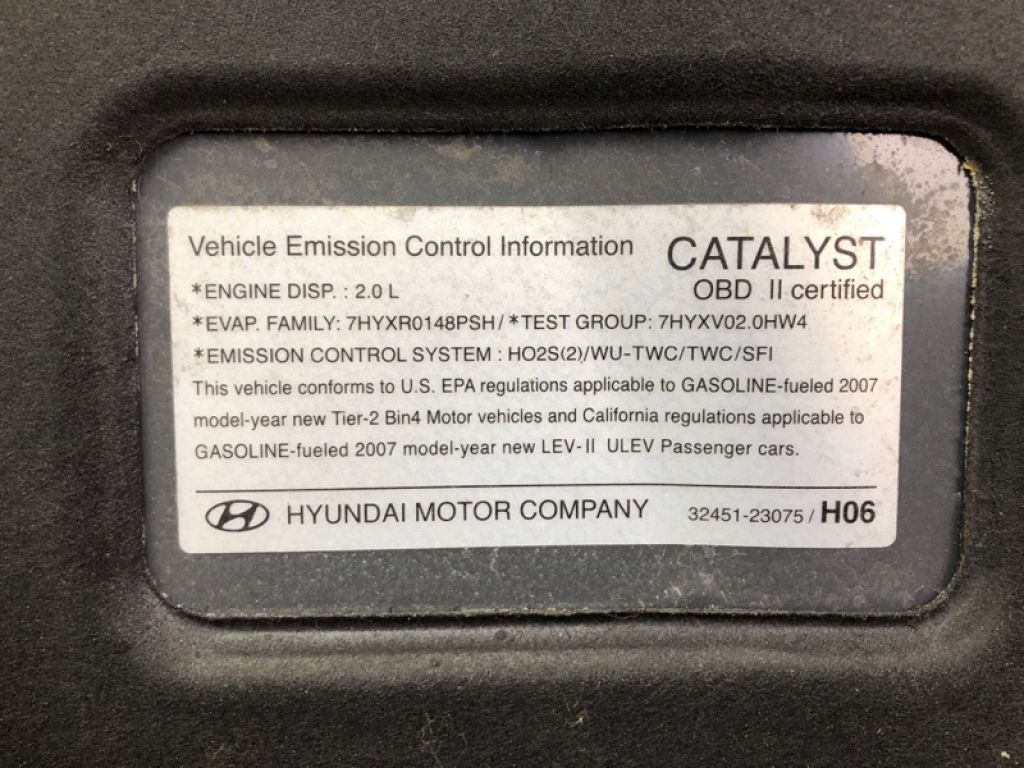 Vehicle Emission Control Information CATALYST
*ENGINE DISP. : 2.0 L OBD II certified
*EVAP. FAMILY: 7HYXR0148PSH/*TEST GROUP: 7HYXV02.0HW4
*EMISSION CONTROL SYSTEM : HO2S(2)/WU-TWC/TWC/SFI
This vehicle conforms to U.S. EPA regulations applicable to GASOLINE-fueled 2007
model-year new Tier-2 Bin4 Motor vehicles and California regulations applicable to
GASOLINE-fueled 2007 model-year new LEV-II ULEV Passenger cars.
HYUNDAI MOTOR COMPANY 32451-23075 / H06